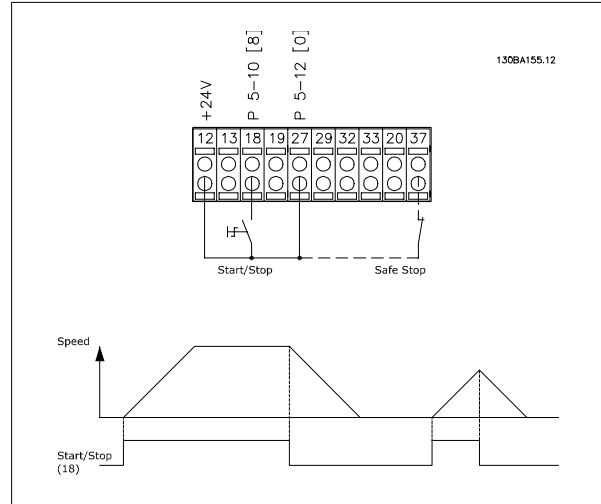 130BA155.12
+24V
P 5-10 [8]
P 5-12 [0]
12 13 18 19 27 29 32 33 20 37
Start/Stop
Safe Stop
Speed
Start/Stop
(18)